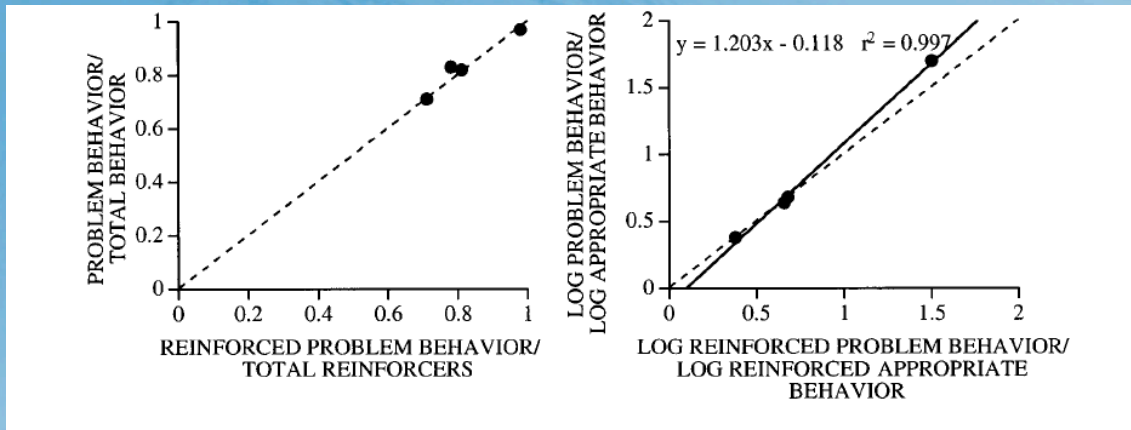 PROBLEM BEHAVIOR/
TOTAL BEHAVIOR
1
0.8
0.6
0.4
0.2
0
0
0.2
0.4
0.6
0.8
1
REINFORCED PROBLEM BEHAVIOR/
TOTAL REINFORCERS
LOG PROBLEM BEHAVIOR/
LOG APPROPRIATE BEHAVIOR
y = 1.203x - 0.118 r² = 0.997
2
1.5
1
0.5
0
0
0.5
1
1.5
2
LOG REINFORCED PROBLEM BEHAVIOR/
LOG REINFORCED APPROPRIATE
BEHAVIOR